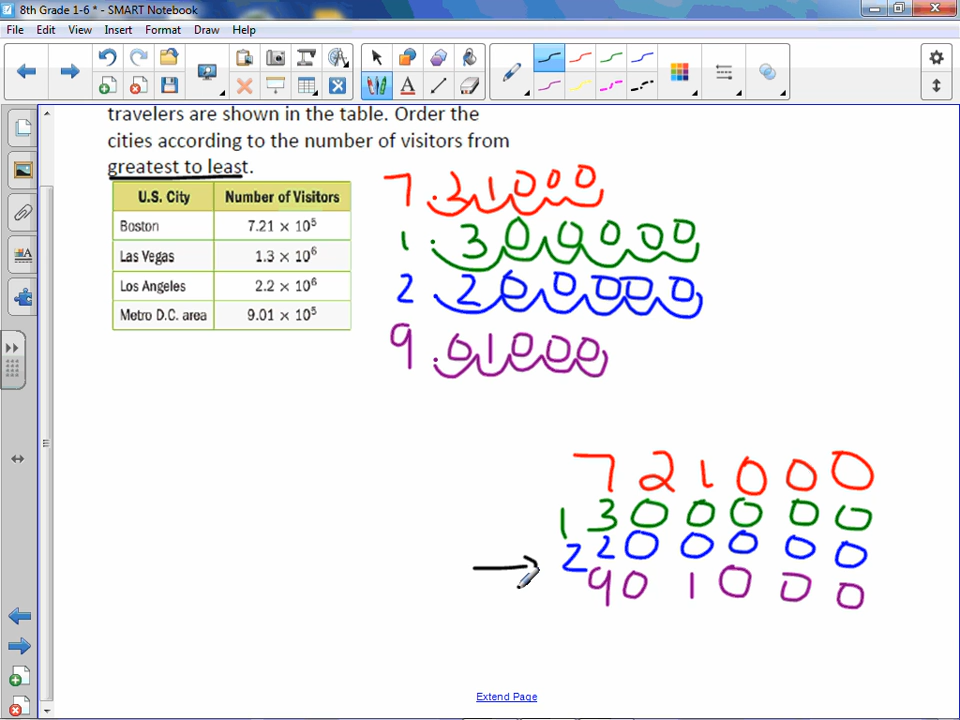 8th Grade 1-6 * - SMART Notebook
File Edit View Insert Format Draw Help
travelers are shown in the table. Order the
cities according to the number of visitors from
greatest to least.
U.S. City Number of Visitors
Boston 7.21 × 10⁵
Las Vegas 1.3 × 10⁶
Los Angeles 2.2 × 10⁶
Metro D.C. area 9.01 × 10⁵
7.21000
1.300000
2.200000
9.01000
721000
1300000
2200000
901000
Extend Page